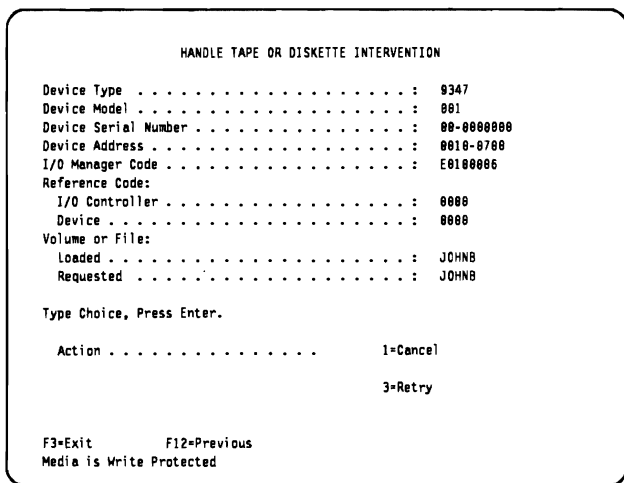 HANDLE TAPE OR DISKETTE INTERVENTION
Device Type . . . . . . . . . . . . . . . . . . . . . : 9347
Device Model . . . . . . . . . . . . . . . . . . . . : 001
Device Serial Number . . . . . . . . . . . . . . . . : 00-0000000
Device Address . . . . . . . . . . . . . . . . . . . : 0010-0700
I/O Manager Code . . . . . . . . . . . . . . . . . . : E0100006
Reference Code:
I/O Controller . . . . . . . . . . . . . . . . . . : 0000
Device . . . . . . . . . . . . . . . . . . . . . . : 0000
Volume or File:
Loaded . . . . . . . . . . . . . . . . . . . . . . : JOHNB
Requested . . . . . . . . . . . . . . . . . . . . : JOHNB
Type Choice, Press Enter.
Action . . . . . . . . . . . . . . . . 1=Cancel
3=Retry
F3=Exit F12=Previous
Media is Write Protected